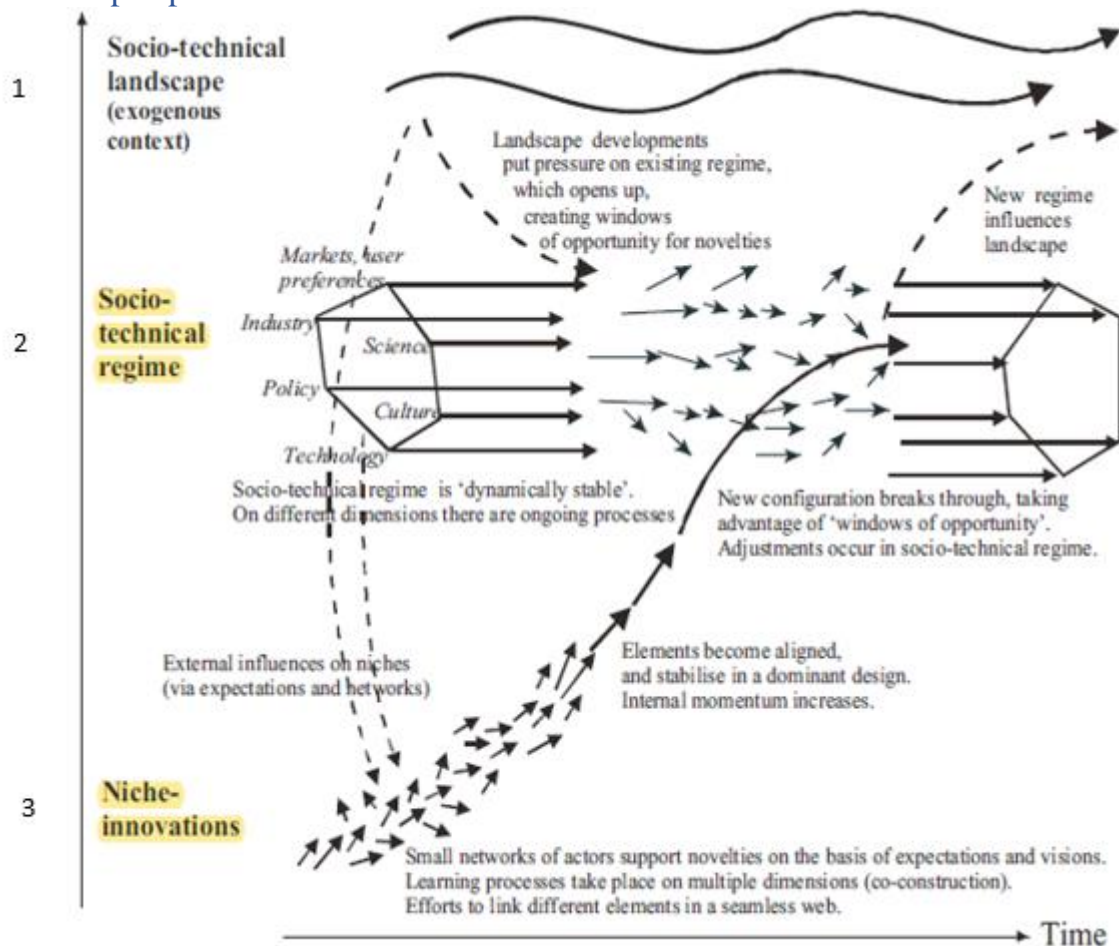 Socio-technical
landscape
(exogenous
context)
1
Landscape developments
put pressure on existing regime,
which opens up,
creating windows
of opportunity for novelties
New regime
influences
landscape
Markets, user
preferences
Socio-
technical
regime
2
Industry
Science
Policy
Culture
Technology
Socio-technical regime is ‘dynamically stable’.
On different dimensions there are ongoing processes
New configuration breaks through, taking
advantage of ‘windows of opportunity’.
Adjustments occur in socio-technical regime.
External influences on niches
(via expectations and networks)
Elements become aligned,
and stabilise in a dominant design.
Internal momentum increases.
3
Niche-
innovations
Small networks of actors support novelties on the basis of expectations and visions.
Learning processes take place on multiple dimensions (co-construction).
Efforts to link different elements in a seamless web.
Time